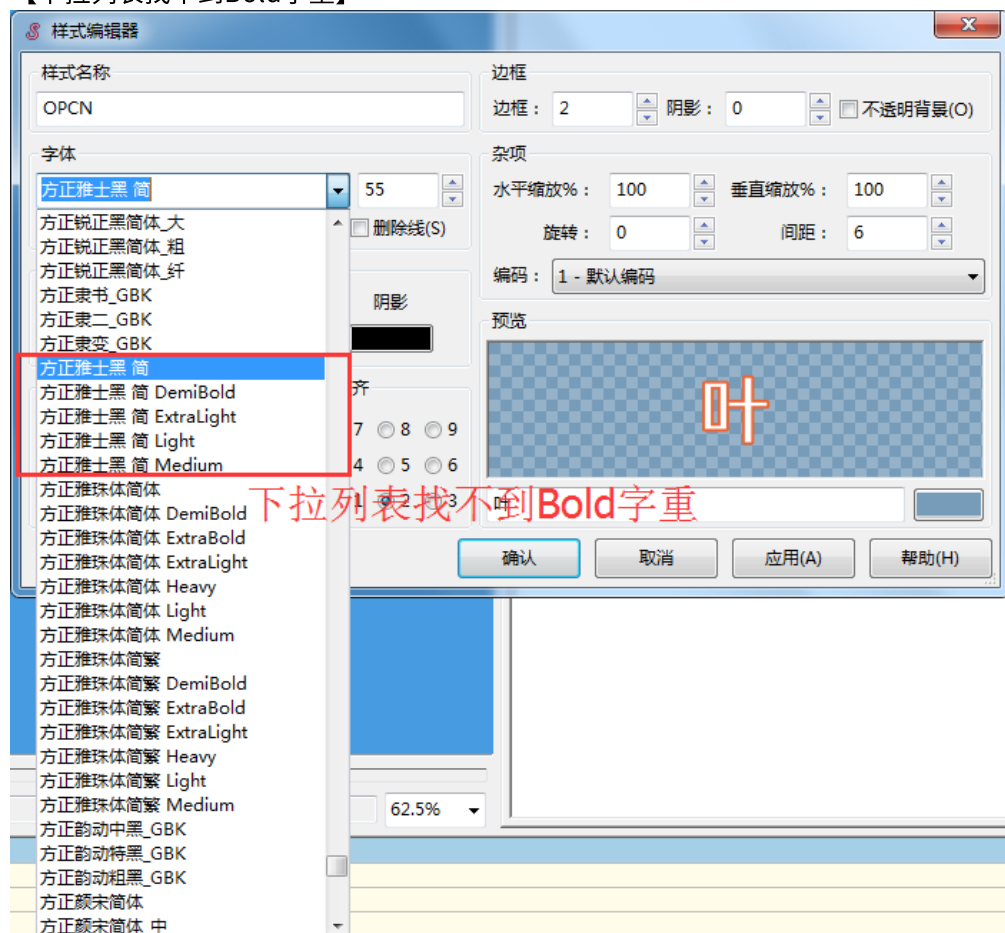 【下拉列表找不到Bold字重】
样式编辑器
样式名称
OPCN
字体
方正雅士黑 简
55
删除线(S)
阴影
齐
7 8 9
4 5 6
1 2 3
方正锐正黑简体_大
方正锐正黑简体_粗
方正锐正黑简体_纤
方正隶书_GBK
方正隶二_GBK
方正隶变_GBK
方正雅士黑 简
方正雅士黑 简 DemiBold
方正雅士黑 简 ExtraLight
方正雅士黑 简 Light
方正雅士黑 简 Medium
方正雅珠体简体
方正雅珠体简体 DemiBold
方正雅珠体简体 ExtraBold
方正雅珠体简体 ExtraLight
方正雅珠体简体 Heavy
方正雅珠体简体 Light
方正雅珠体简体 Medium
方正雅珠体简繁
方正雅珠体简繁 DemiBold
方正雅珠体简繁 ExtraBold
方正雅珠体简繁 ExtraLight
方正雅珠体简繁 Heavy
方正雅珠体简繁 Light
方正雅珠体简繁 Medium
方正韵动中黑_GBK
方正韵动特黑_GBK
方正韵动粗黑_GBK
方正颜宋简体
方正颜宋简体_中
边框
边框： 2 阴影： 0 不透明背景(O)
杂项
水平缩放%： 100 垂直缩放%： 100
旋转： 0 间距： 6
编码： 1 - 默认编码
预览
叶
叶
下拉列表找不到Bold字重
确认 取消 应用(A) 帮助(H)
62.5%